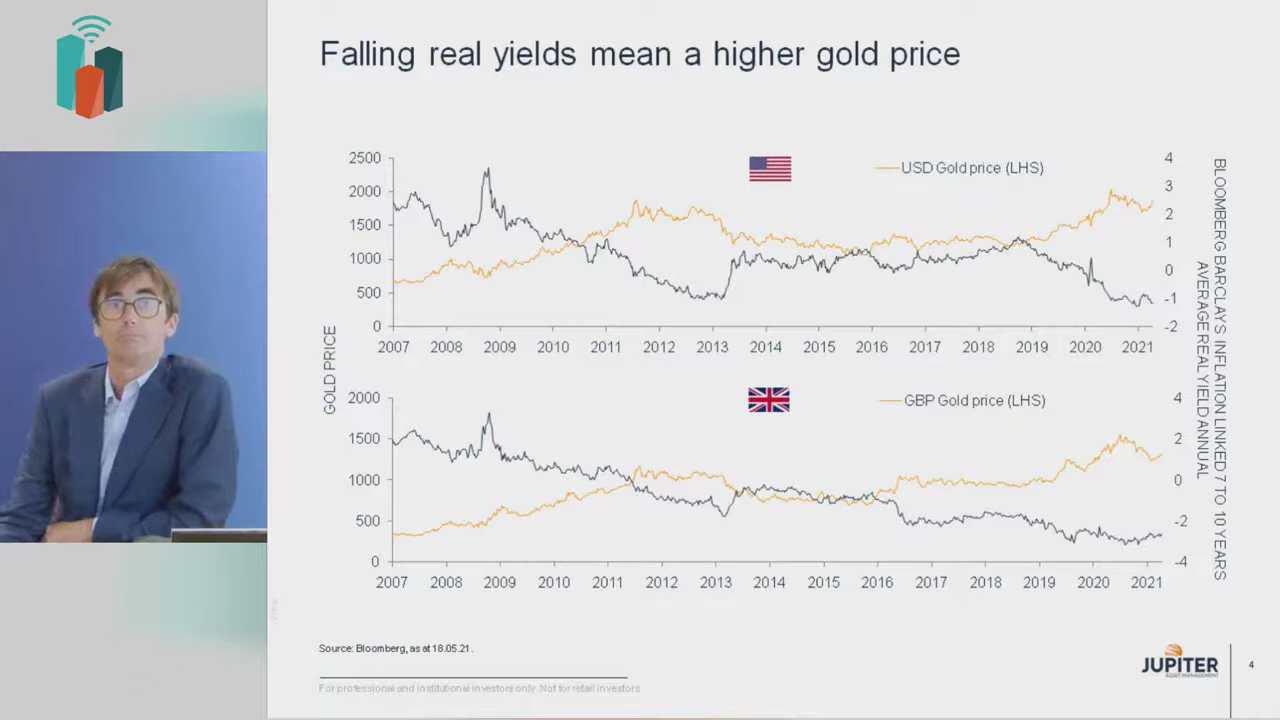 Falling real yields mean a higher gold price
2500
2000
1500
1000
500
0
USD Gold price (LHS)
4
3
2
1
0
-1
-2
2007 2008 2009 2010 2011 2012 2013 2014 2015 2016 2017 2018 2019 2020 2021
GOLD PRICE
BLOOMBERG BARCLAYS INFLATION LINKED 7 TO 10 YEARS
AVERAGE REAL YIELD ANNUAL
2000
1500
1000
500
0
GBP Gold price (LHS)
4
2
0
-2
-4
2007 2008 2009 2010 2011 2012 2013 2014 2015 2016 2017 2018 2019 2020 2021
Source: Bloomberg, as at 18.05.21.
For professional and institutional investors only. Not for retail investors
JUPITER
ASSET MANAGEMENT
4